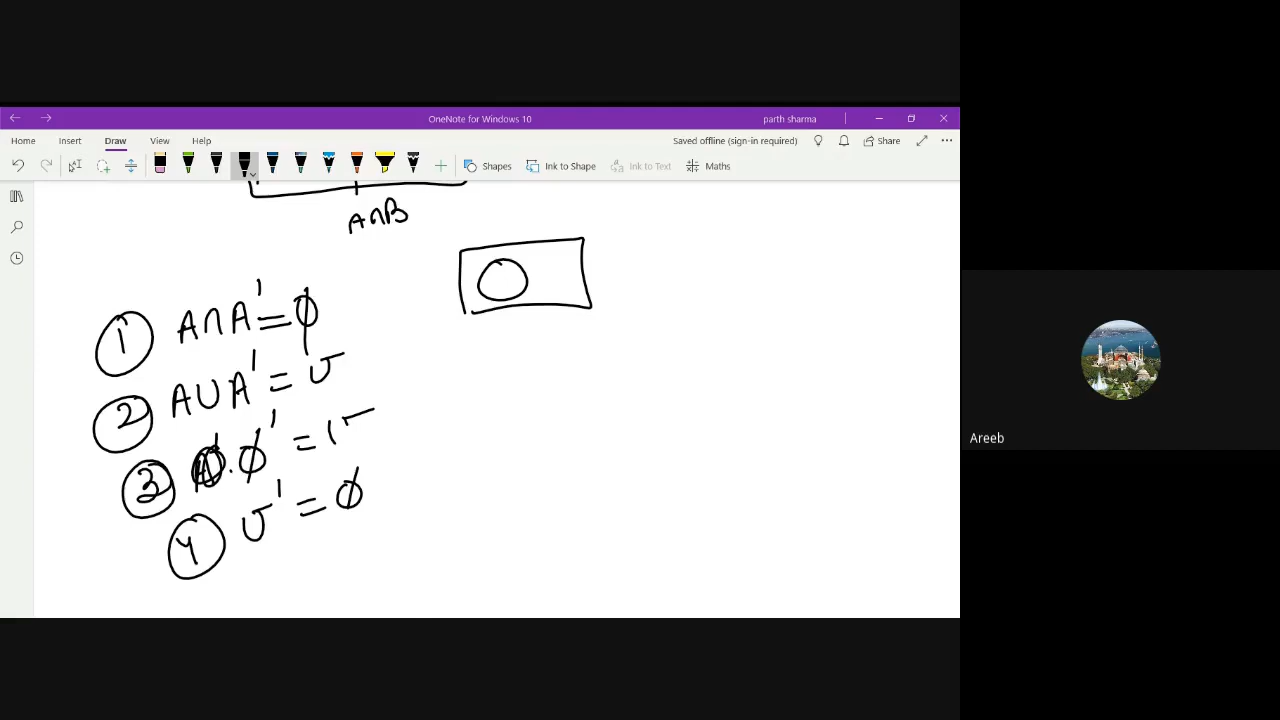 OneNote for Windows 10
parth sharma
Home Insert Draw View Help
Saved offline (sign-in required)
Share
Shapes Ink to Shape Ink to Text Maths
A∩B
① A∩A' = ϕ
② A∪A' = U
③ ϕ' = U
④ U' = ϕ
Areeb